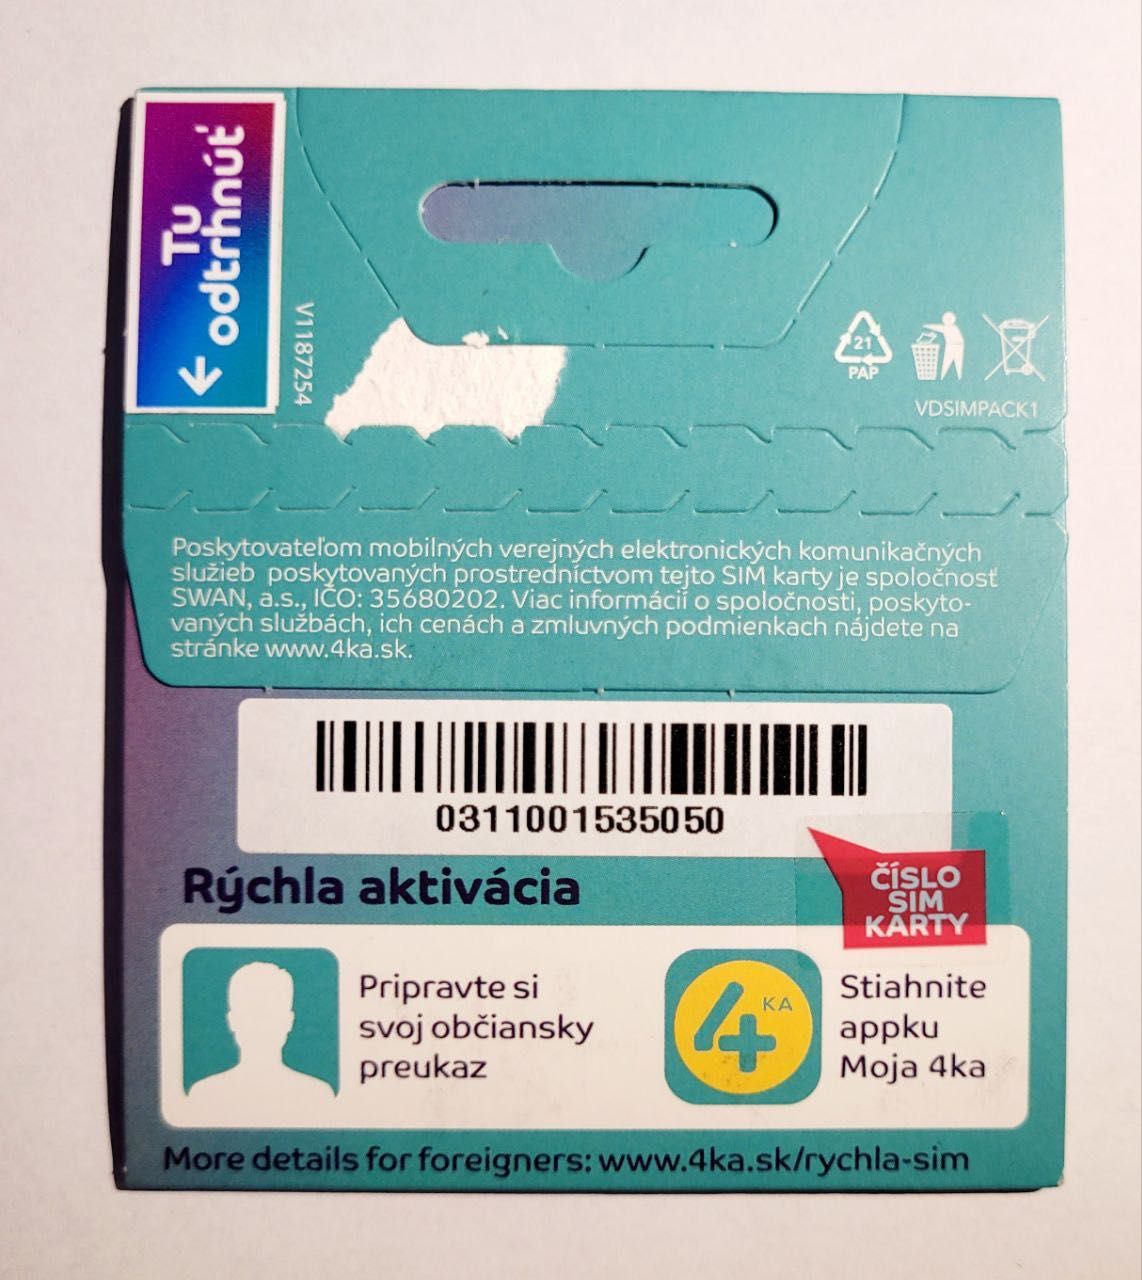 Tu
odtrhnúť
V1187254
21
PAP
VDSIMPACK1
Poskytovateľom mobilných verejných elektronických komunikačných
služieb poskytovaných prostredníctvom tejto SIM karty je spoločnosť
SWAN, a.s., IČO: 35680202. Viac informácií o spoločnosti, poskyto-
vaných službách, ich cenách a zmluvných podmienkach nájdete na
stránke www.4ka.sk.
0311001535050
ČÍSLO
SIM
KARTY
Rýchla aktivácia
Pripravte si
svoj občiansky
preukaz
4KA
Stiahnite
appku
Moja 4ka
More details for foreigners: www.4ka.sk/rychla-sim